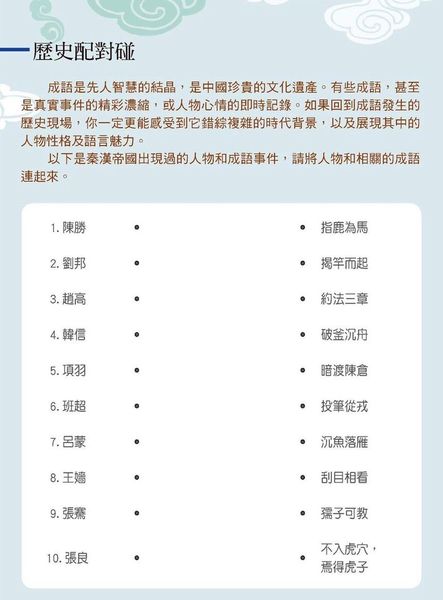 歷史配對碰
成語是先人智慧的結晶，是中國珍貴的文化遺產。有些成語，甚至
是真實事件的精彩濃縮，或人物心情的即時記錄。如果回到成語發生的
歷史現場，你一定更能感受到它錯綜複雜的時代背景，以及展現其中的
人物性格及語言魅力。
以下是秦漢帝國出現過的人物和成語事件，請將人物和相關的成語
連起來。
1. 陳勝 • • 指鹿為馬
2. 劉邦 • • 揭竿而起
3. 趙高 • • 約法三章
4. 韓信 • • 破釜沉舟
5. 項羽 • • 暗渡陳倉
6. 班超 • • 投筆從戎
7. 呂蒙 • • 沉魚落雁
8. 王嬙 • • 刮目相看
9. 張騫 • • 孺子可教
10. 張良 • • 不入虎穴，
焉得虎子